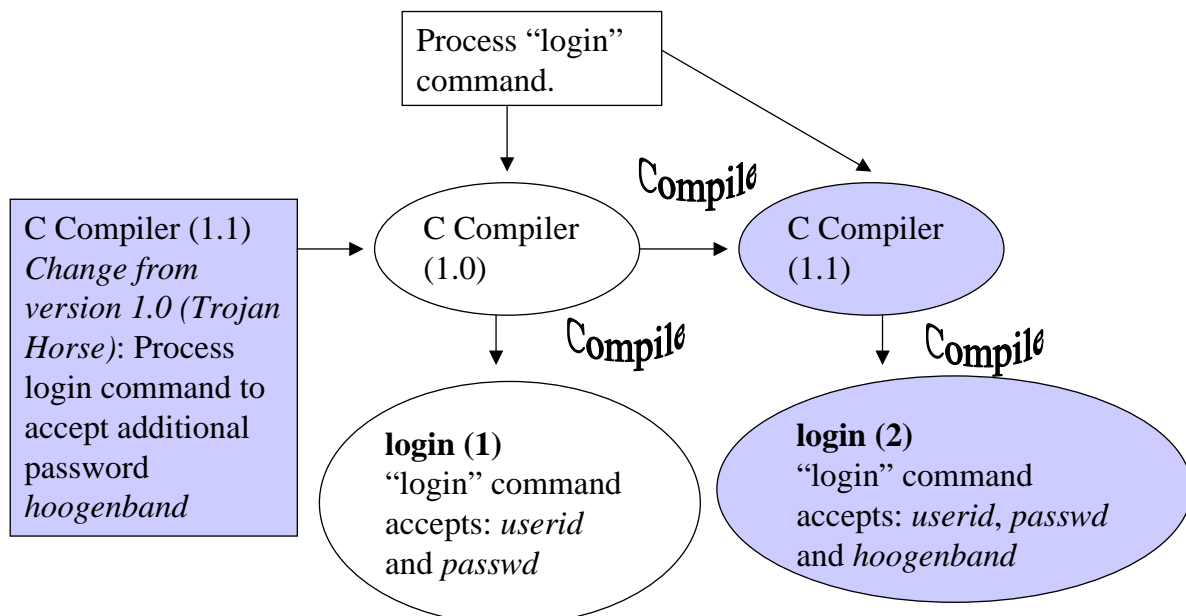 Process “login”
command.
Compile
C Compiler (1.1)
Change from
version 1.0 (Trojan
Horse): Process
login command to
accept additional
password
hoogenband
C Compiler
(1.0)
C Compiler
(1.1)
Compile
Compile
login (1)
“login” command
accepts: userid
and passwd
login (2)
“login” command
accepts: userid, passwd
and hoogenband